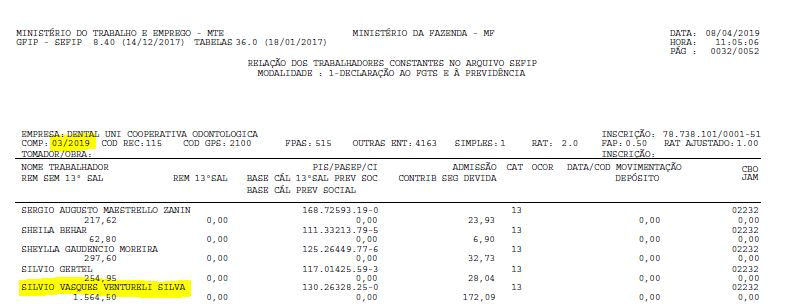 MINISTÉRIO DO TRABALHO E EMPREGO - MTE MINISTÉRIO DA FAZENDA - MF DATA: 08/04/2019
GFIP - SEFIP 8.40 (14/12/2017) TABELAS 36.0 (18/01/2017) HORA: 11:05:06
PÁG : 0032/0052
RELAÇÃO DOS TRABALHADORES CONSTANTES NO ARQUIVO SEFIP
MODALIDADE : 1-DECLARAÇÃO AO FGTS E À PREVIDÊNCIA
EMPRESA: DENTAL UNI COOPERATIVA ODONTOLOGICA INSCRIÇÃO: 78.738.101/0001-51
COMP: 03/2019 COD REC:115 COD GPS:2100 FPAS: 515 OUTRAS ENT: 4163 SIMPLES: 1 RAT: 2.0 FAP: 0.50 RAT AJUSTADO: 1.00
TOMADOR/OBRA: INSCRIÇÃO:
NOME TRABALHADOR PIS/PASEP/CI ADMISSÃO CAT OCOR DATA/COD MOVIMENTAÇÃO CBO
REM SEM 13° SAL REM 13°SAL BASE CÁL 13°SAL PREV SOC CONTRIB SEG DEVIDA DEPÓSITO JAM
BASE CÁL PREV SOCIAL
SERGIO AUGUSTO MAESTRELLO ZANIN 168.72593.19-0 13 02232
217,62 0,00 0,00 23,93 0,00 0,00
SHEILA BEHAR 111.33213.79-5 13 02232
62,80 0,00 0,00 6,90 0,00 0,00
SHEYLLA GAUDENCIO MOREIRA 125.26449.77-6 13 02232
297,60 0,00 0,00 32,73 0,00 0,00
SILVIO GERTEL 117.01425.59-3 13 02232
254,95 0,00 0,00 28,04 0,00 0,00
SILVIO VASQUES VENTURELI SILVA 130.26328.25-0 13 02232
1.564,50 0,00 0,00 172,09 0,00 0,00